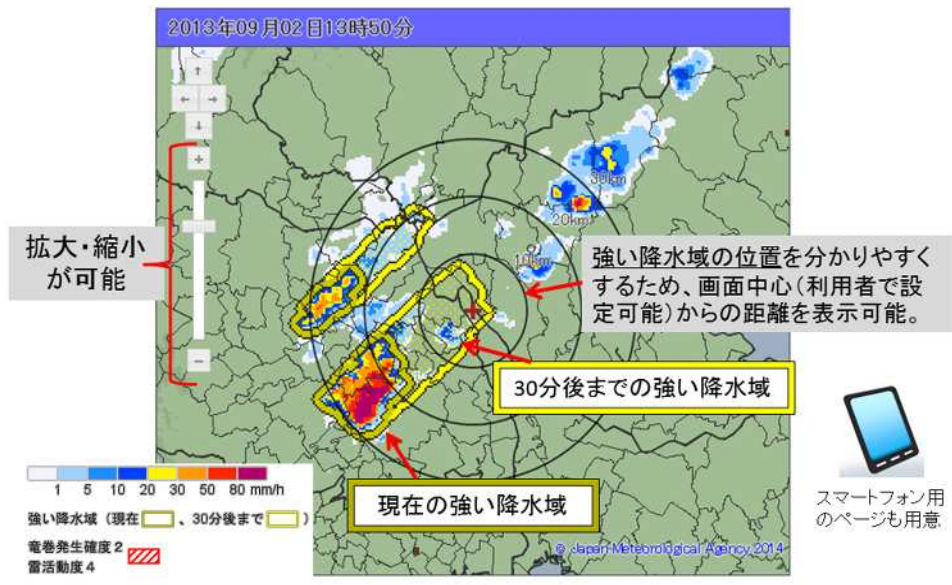 2013年09月02日13時50分
↑
← →
↓
+
拡大・縮小
が可能
−
30km
20km
10km
強い降水域の位置を分かりやすく
するため、画面中心（利用者で設
定可能）からの距離を表示可能。
30分後までの強い降水域
現在の強い降水域
1 5 10 20 30 50 80 mm/h
強い降水域（現在　、30分後まで　）
竜巻発生確度２
雷活動度４
スマートフォン用
のページも用意
© Japan Meteorological Agency 2014